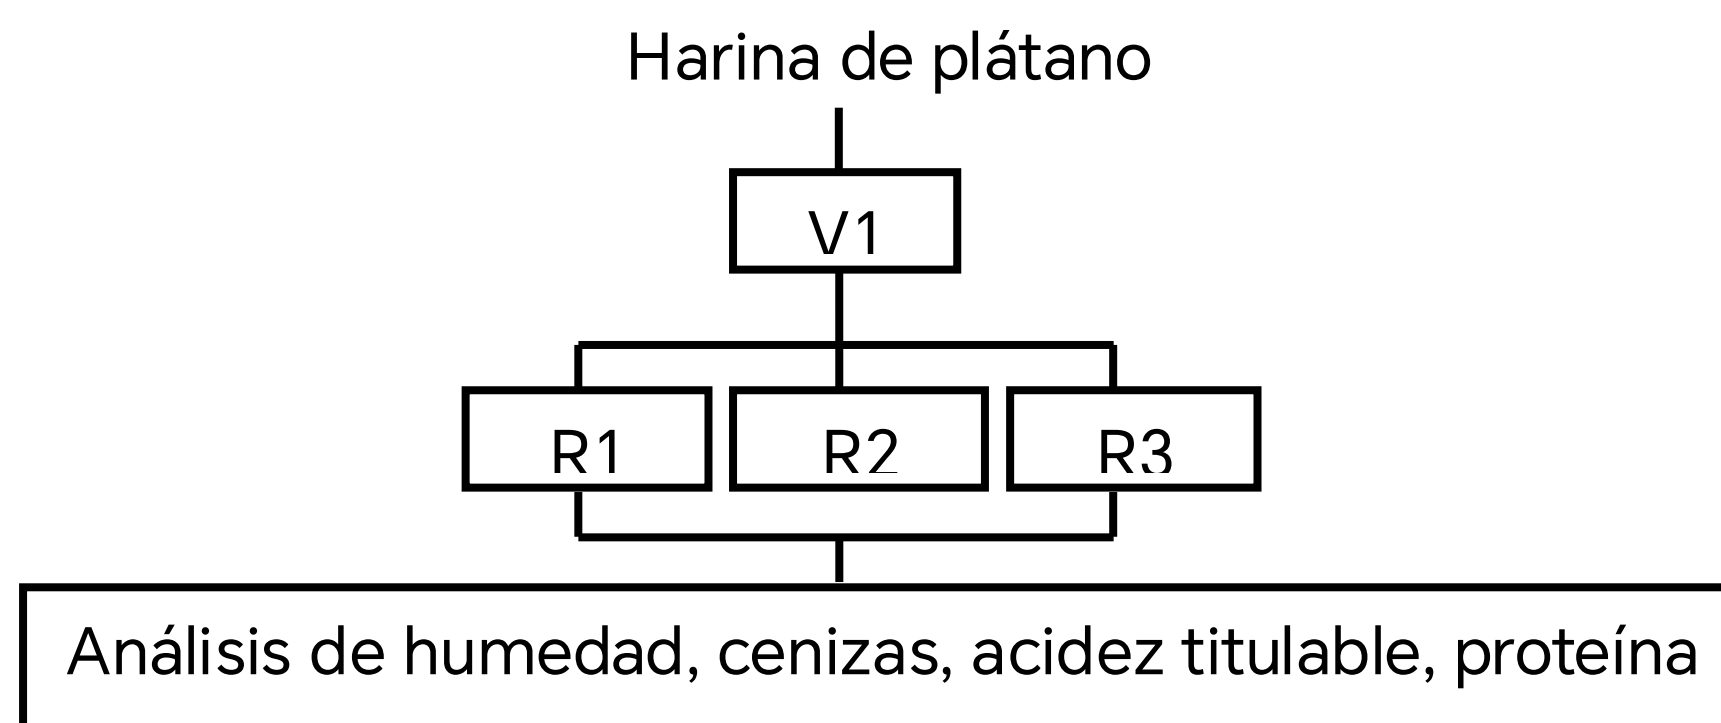 Harina de plátano
V1
R1 R2 R3
Análisis de humedad, cenizas, acidez titulable, proteína